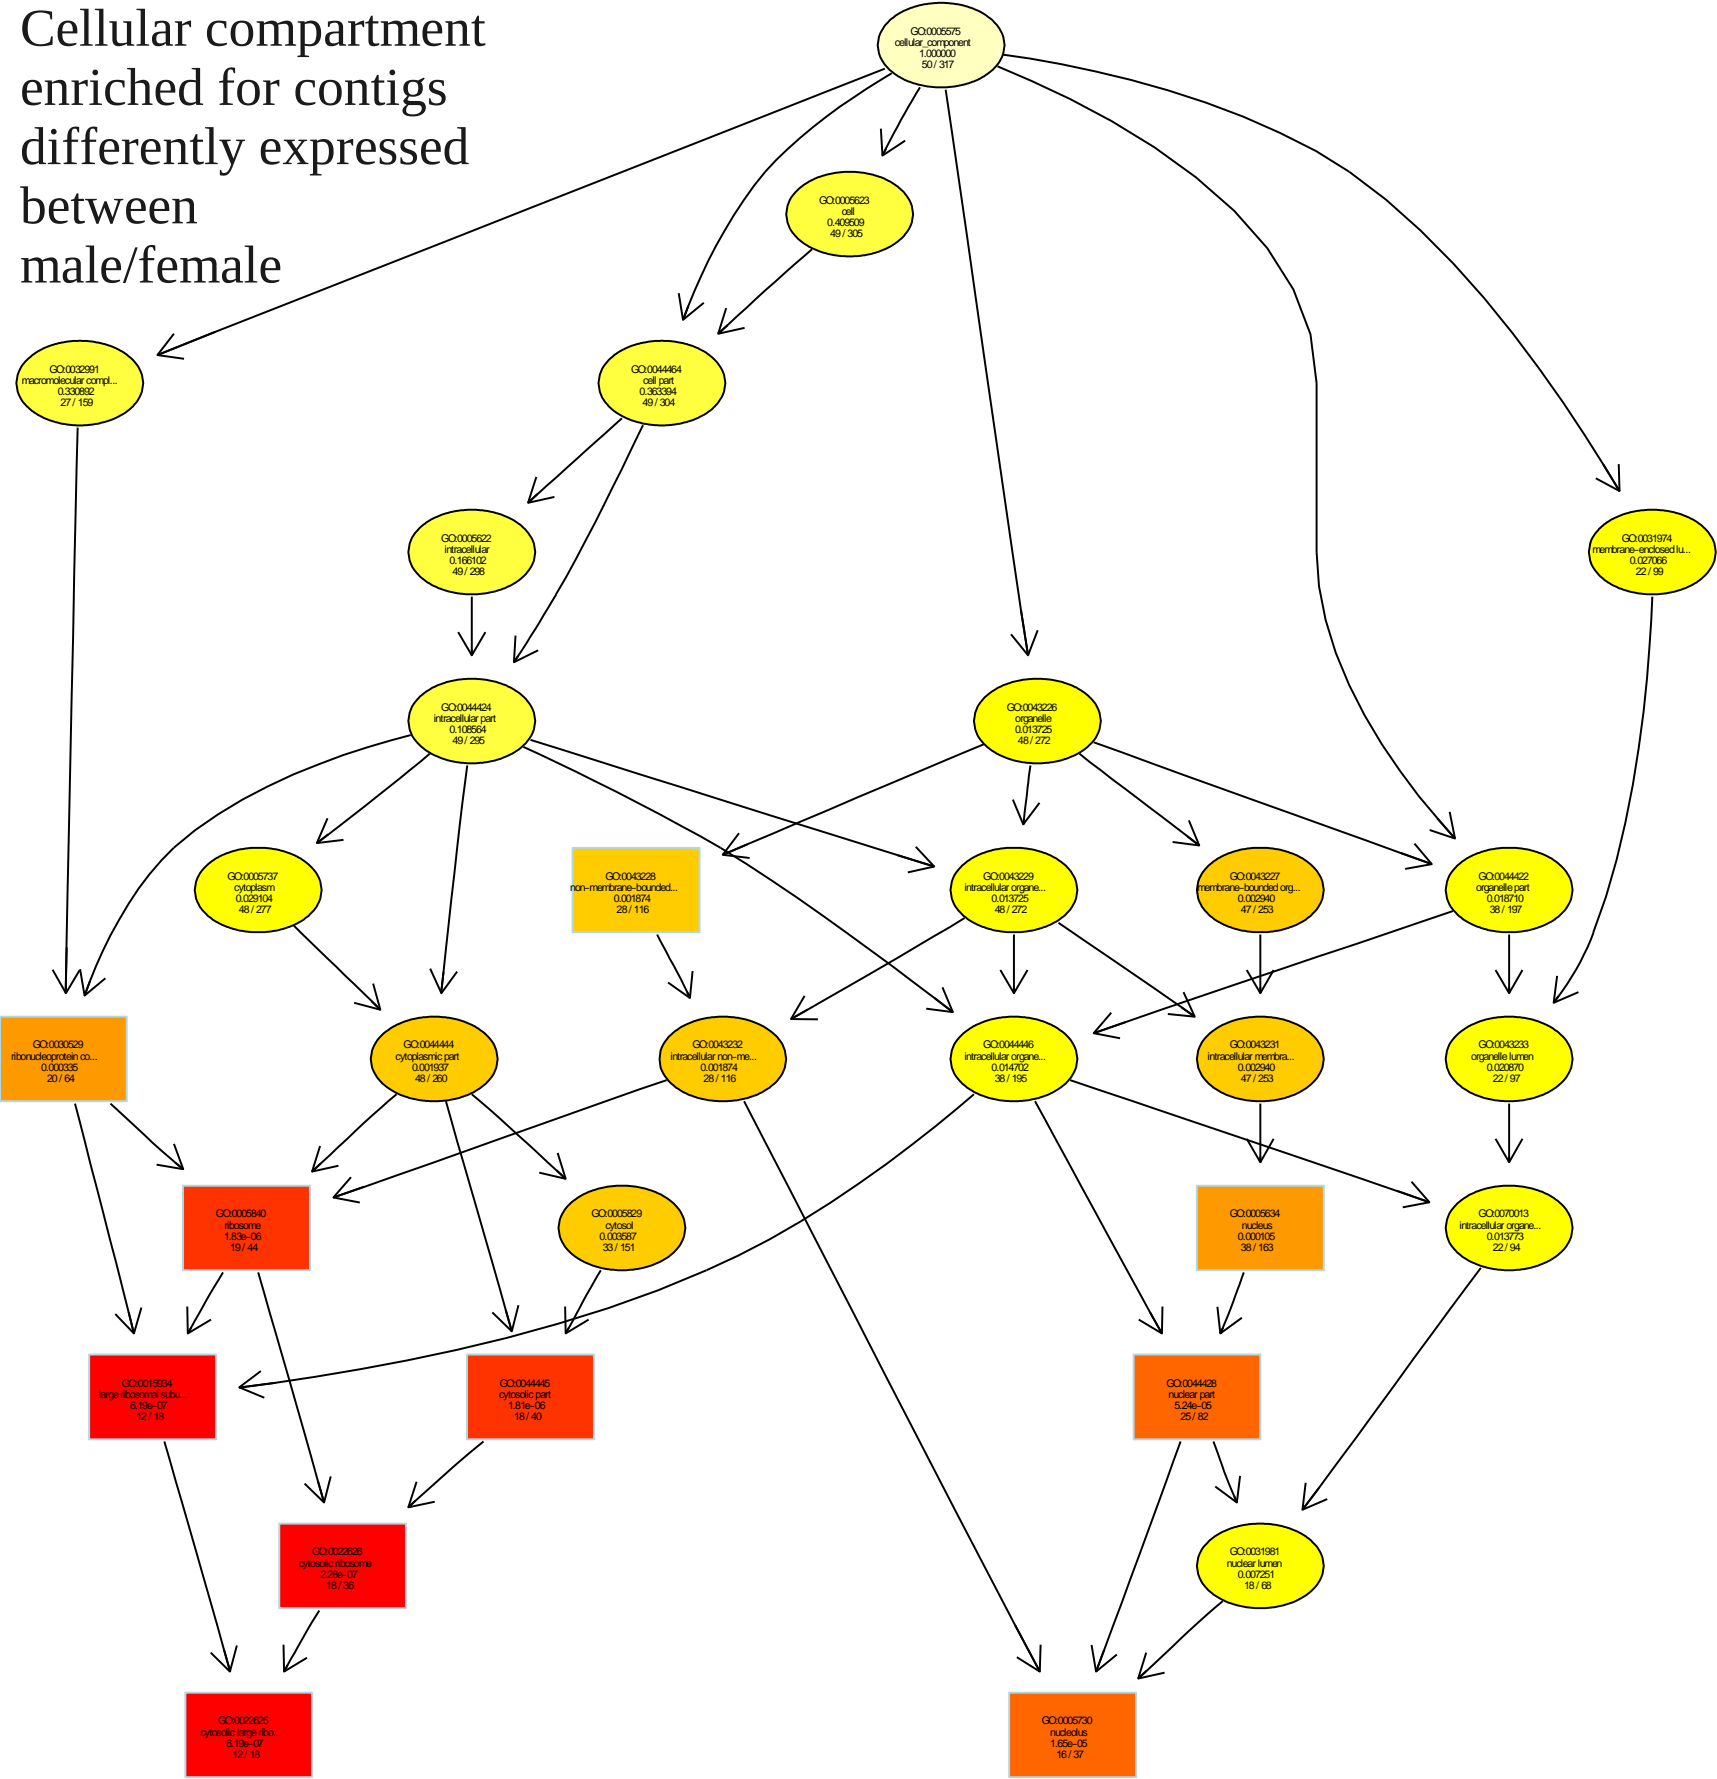 Cellular compartment
enriched for contigs
differently expressed
between
male/female
GO:0005575
cellular_component
1.000000
50 / 317
GO:0005623
cell
0.409509
49 / 305
GO:0032991
macromolecular compl...
0.330892
27 / 159
GO:0044464
cell part
0.363394
49 / 304
GO:0005622
intracellular
0.166102
49 / 298
GO:0031974
membrane-enclosed lu...
0.027066
22 / 99
GO:0044424
intracellular part
0.108564
49 / 295
GO:0043226
organelle
0.013725
48 / 272
GO:0005737
cytoplasm
0.029104
48 / 277
GO:0043228
non-membrane-bounded...
0.001874
28 / 116
GO:0043229
intracellular organe...
0.013725
48 / 272
GO:0043227
membrane-bounded org...
0.002940
47 / 253
GO:0044422
organelle part
0.018710
38 / 197
GO:0030529
ribonucleoprotein co...
0.000335
20 / 64
GO:0044444
cytoplasmic part
0.001937
48 / 260
GO:0043232
intracellular non-me...
0.001874
28 / 116
GO:0044446
intracellular organe...
0.014702
38 / 195
GO:0043231
intracellular membra...
0.002940
47 / 253
GO:0043233
organelle lumen
0.020870
22 / 97
GO:0005840
ribosome
1.83e-06
19 / 44
GO:0005829
cytosol
0.003587
33 / 151
GO:0005634
nucleus
0.000105
38 / 163
GO:0070013
intracellular organe...
0.013773
22 / 94
GO:0015934
large ribosomal subu...
6.19e-07
12 / 18
GO:0044445
cytosolic part
1.81e-06
18 / 40
GO:0044428
nuclear part
5.24e-05
25 / 82
GO:0022626
cytosolic ribosome
2.28e-07
18 / 36
GO:0031981
nuclear lumen
0.007251
18 / 68
GO:0022625
cytosolic large ribo...
6.19e-07
12 / 18
GO:0005730
nucleolus
1.65e-05
16 / 37